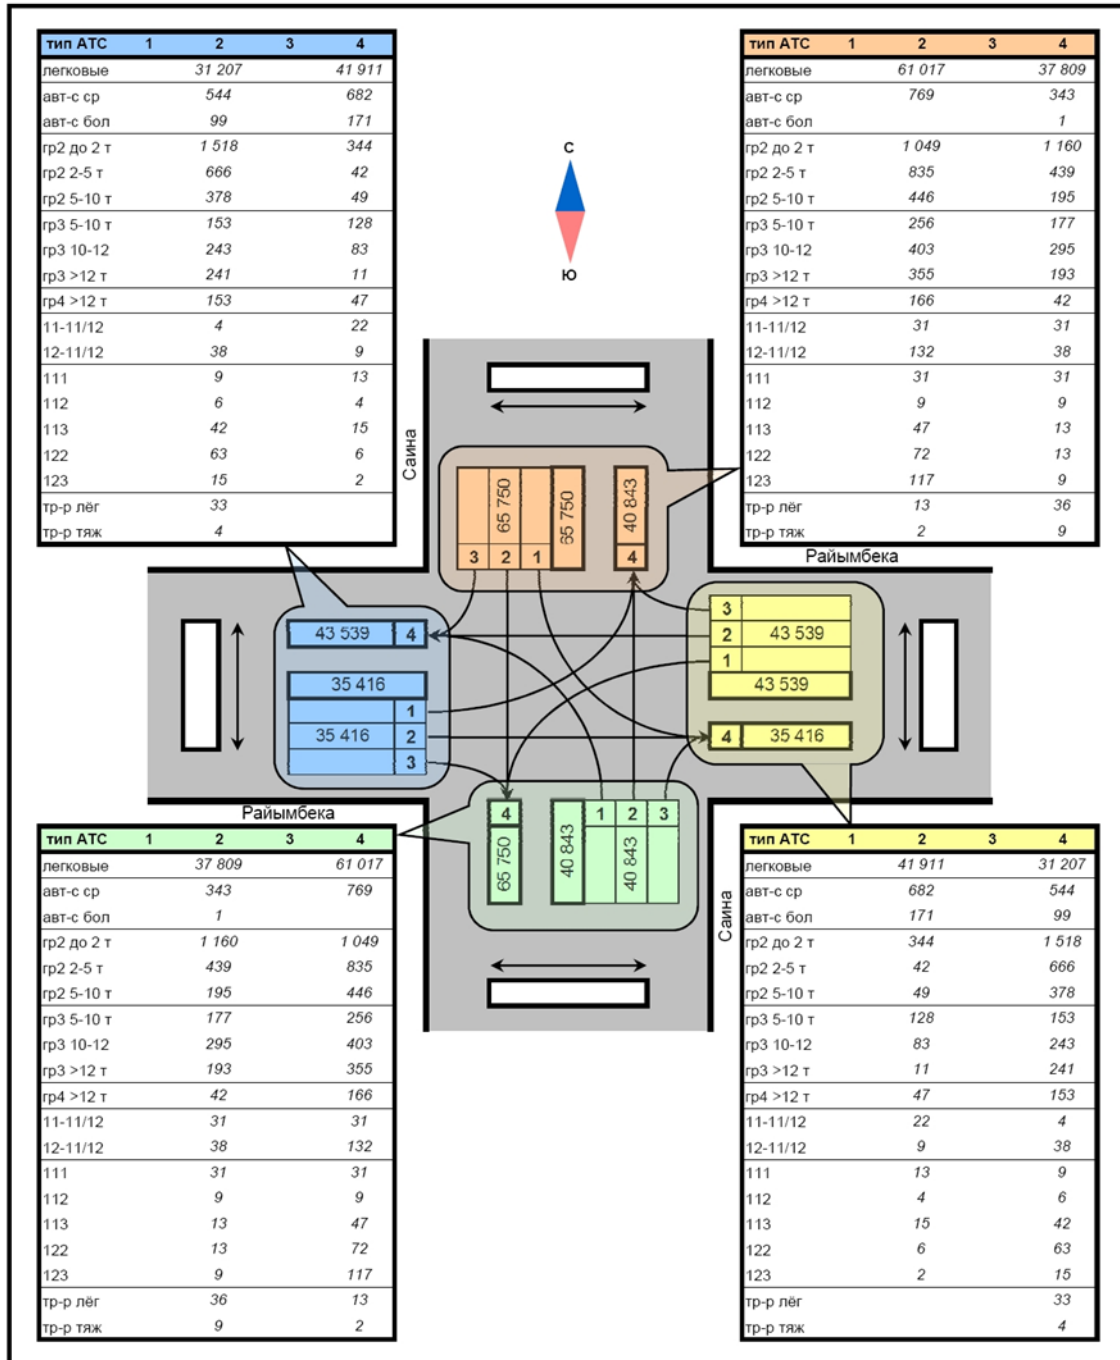 тип АТС 1 2 3 4
легковые 31 207 41 911
авт-с ср 544 682
авт-с бол 99 171
гр2 до 2 т 1 518 344
гр2 2-5 т 666 42
гр2 5-10 т 378 49
гр3 5-10 т 153 128
гр3 10-12 243 83
гр3 >12 т 241 11
гр4 >12 т 153 47
11-11/12 4 22
12-11/12 38 9
111 9 13
112 6 4
113 42 15
122 63 6
123 15 2
тр-р лёг 33
тр-р тяж 4
тип АТС 1 2 3 4
легковые 61 017 37 809
авт-с ср 769 343
авт-с бол 1
гр2 до 2 т 1 049 1 160
гр2 2-5 т 835 439
гр2 5-10 т 446 195
гр3 5-10 т 256 177
гр3 10-12 403 295
гр3 >12 т 355 193
гр4 >12 т 166 42
11-11/12 31 31
12-11/12 132 38
111 31 31
112 9 9
113 47 13
122 72 13
123 117 9
тр-р лёг 13 36
тр-р тяж 2 9
С
Ю
Саина
Райымбека
65 750
65 750
40 843
3 2 1 4
43 539 4
35 416
1
35 416 2
3
3
2 43 539
1
43 539
4 35 416
4 1 2 3
65 750
40 843
40 843
Райымбека
Саина
тип АТС 1 2 3 4
легковые 37 809 61 017
авт-с ср 343 769
авт-с бол 1
гр2 до 2 т 1 160 1 049
гр2 2-5 т 439 835
гр2 5-10 т 195 446
гр3 5-10 т 177 256
гр3 10-12 295 403
гр3 >12 т 193 355
гр4 >12 т 42 166
11-11/12 31 31
12-11/12 38 132
111 31 31
112 9 9
113 13 47
122 13 72
123 9 117
тр-р лёг 36 13
тр-р тяж 9 2
тип АТС 1 2 3 4
легковые 41 911 31 207
авт-с ср 682 544
авт-с бол 171 99
гр2 до 2 т 344 1 518
гр2 2-5 т 42 666
гр2 5-10 т 49 378
гр3 5-10 т 128 153
гр3 10-12 83 243
гр3 >12 т 11 241
гр4 >12 т 47 153
11-11/12 22 4
12-11/12 9 38
111 13 9
112 4 6
113 15 42
122 6 63
123 2 15
тр-р лёг 33
тр-р тяж 4